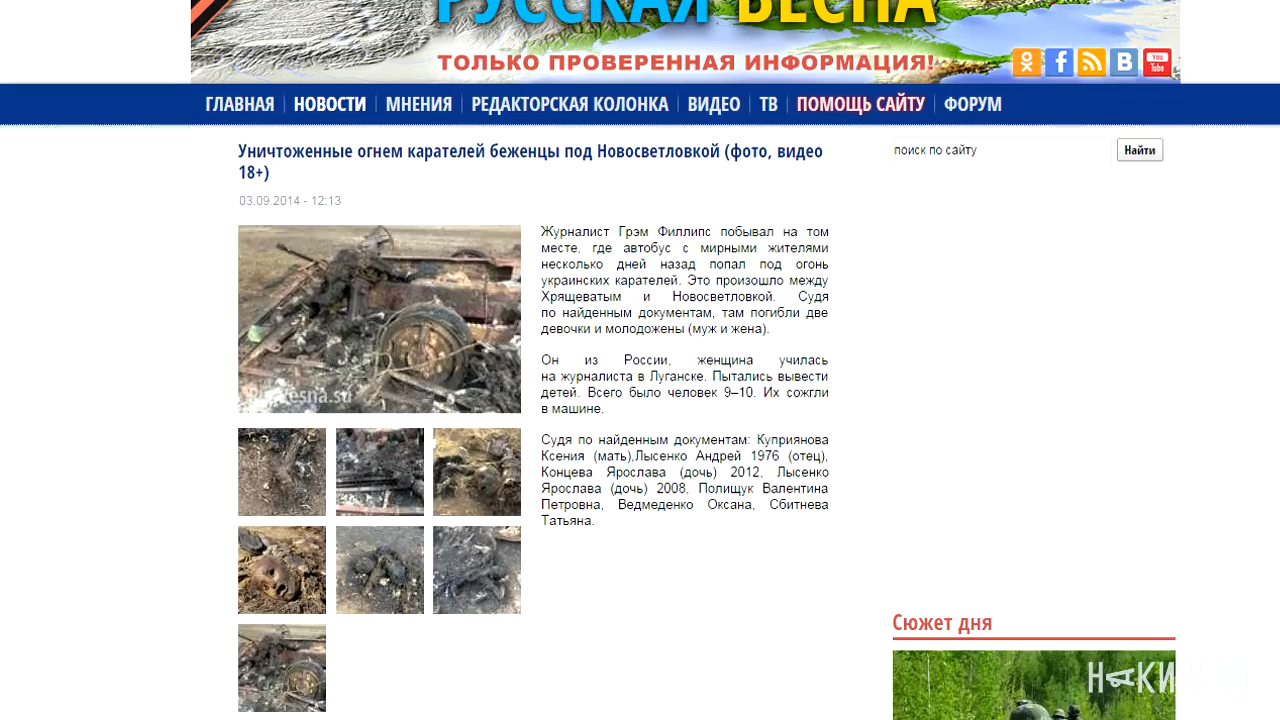 РУССКАЯ ВЕСНА
ТОЛЬКО ПРОВЕРЕННАЯ ИНФОРМАЦИЯ!
You
Tube
ГЛАВНАЯ НОВОСТИ МНЕНИЯ РЕДАКТОРСКАЯ КОЛОНКА ВИДЕО ТВ ПОМОЩЬ САЙТУ ФОРУМ
Уничтоженные огнем карателей беженцы под Новосветловкой (фото, видео
18+)
03.09.2014 - 12:13
поиск по сайту Найти
Журналист Грэм Филлипс побывал на том
месте, где автобус с мирными жителями
несколько дней назад попал под огонь
украинских карателей. Это произошло между
Хрящеватым и Новосветловкой. Судя
по найденным документам, там погибли две
девочки и молодожены (муж и жена).
Он из России, женщина училась
на журналиста в Луганске. Пытались вывести
детей. Всего было человек 9–10. Их сожгли
в машине.
Судя по найденным документам: Куприянова
Ксения (мать),Лысенко Андрей 1976 (отец),
Концева Ярослава (дочь) 2012, Лысенко
Ярослава (дочь) 2008, Полищук Валентина
Петровна, Ведмеденко Оксана, Сбитнева
Татьяна.
Сюжет дня